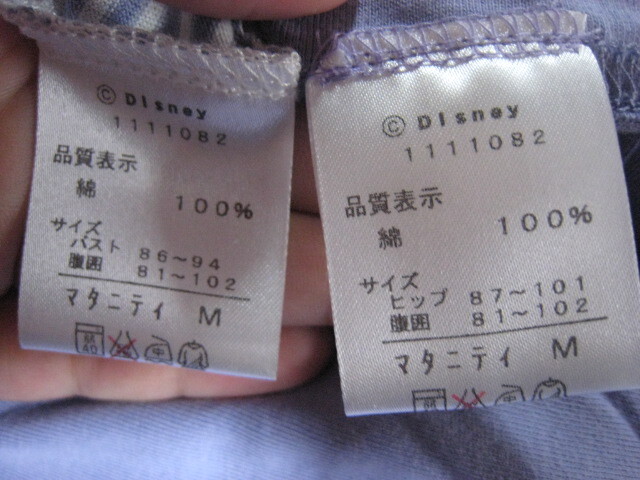 © Disney
1111082
品質表示
綿 100%
サイズ
バスト 86～94
腹囲 81～102
マタニティ M
© Disney
1111082
品質表示
綿 100%
サイズ
ヒップ 87～101
腹囲 81～102
マタニティ M